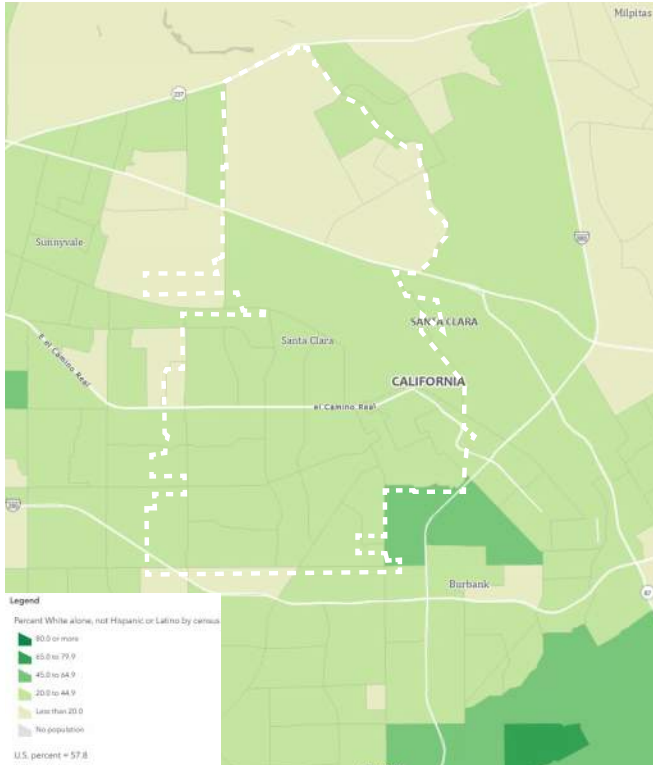 Milpitas
237
Sunnyvale
880
Santa Clara
SANTA CLARA
E el Camino Real
CALIFORNIA
el Camino Real
280
Burbank
87
Legend
Percent White alone, not Hispanic or Latino by census
80.0 or more
65.0 to 79.9
45.0 to 64.9
20.0 to 44.9
Less than 20.0
No population
U.S. percent = 57.8